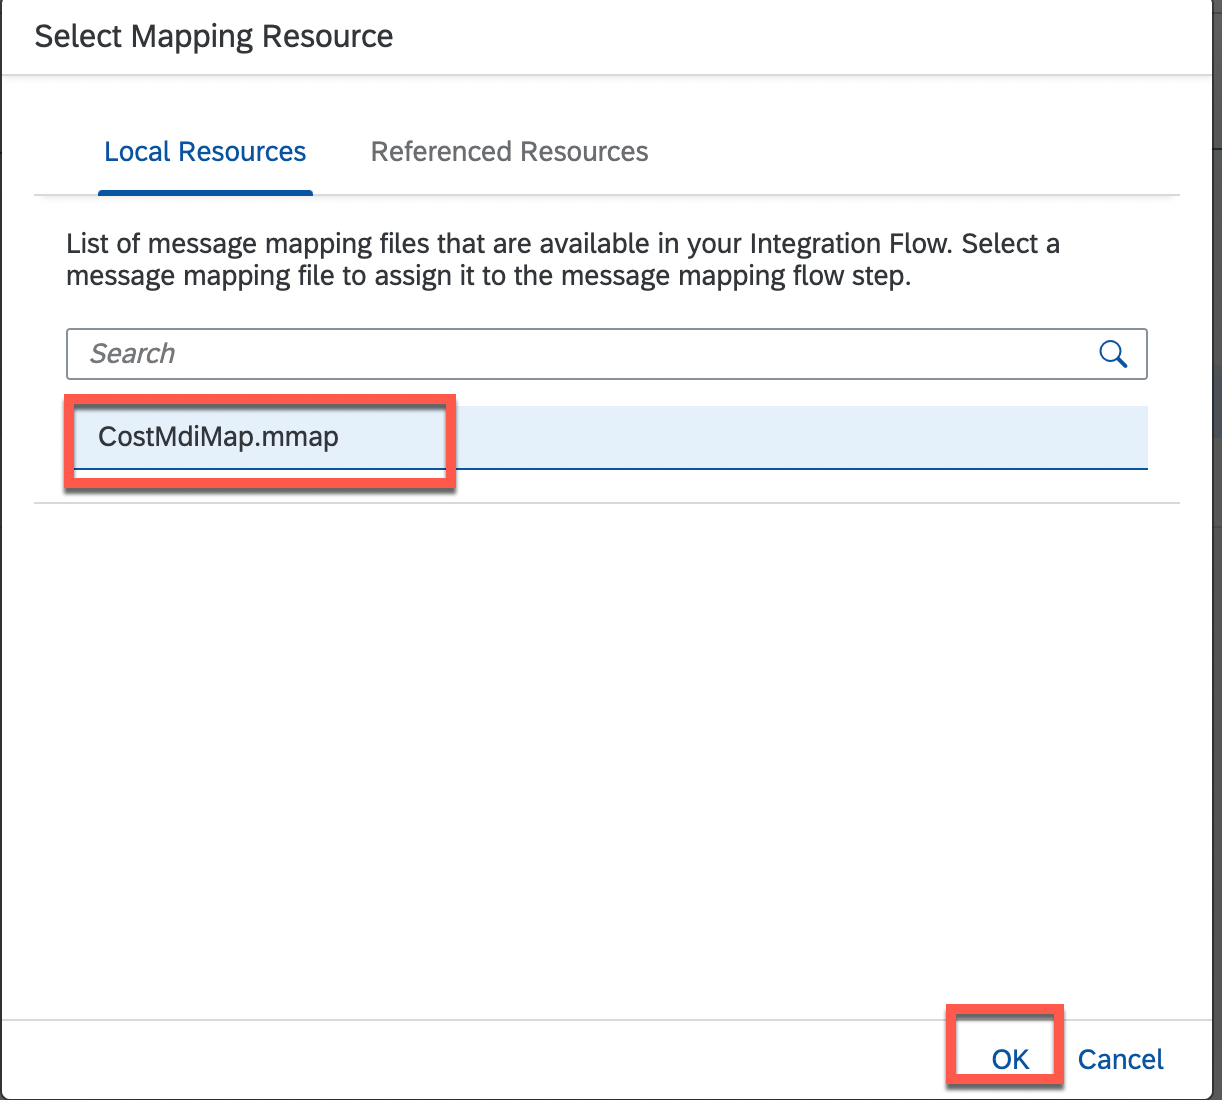 Select Mapping Resource
Local Resources
Referenced Resources
List of message mapping files that are available in your Integration Flow. Select a
message mapping file to assign it to the message mapping flow step.
Search
CostMdiMap.mmap
OK
Cancel